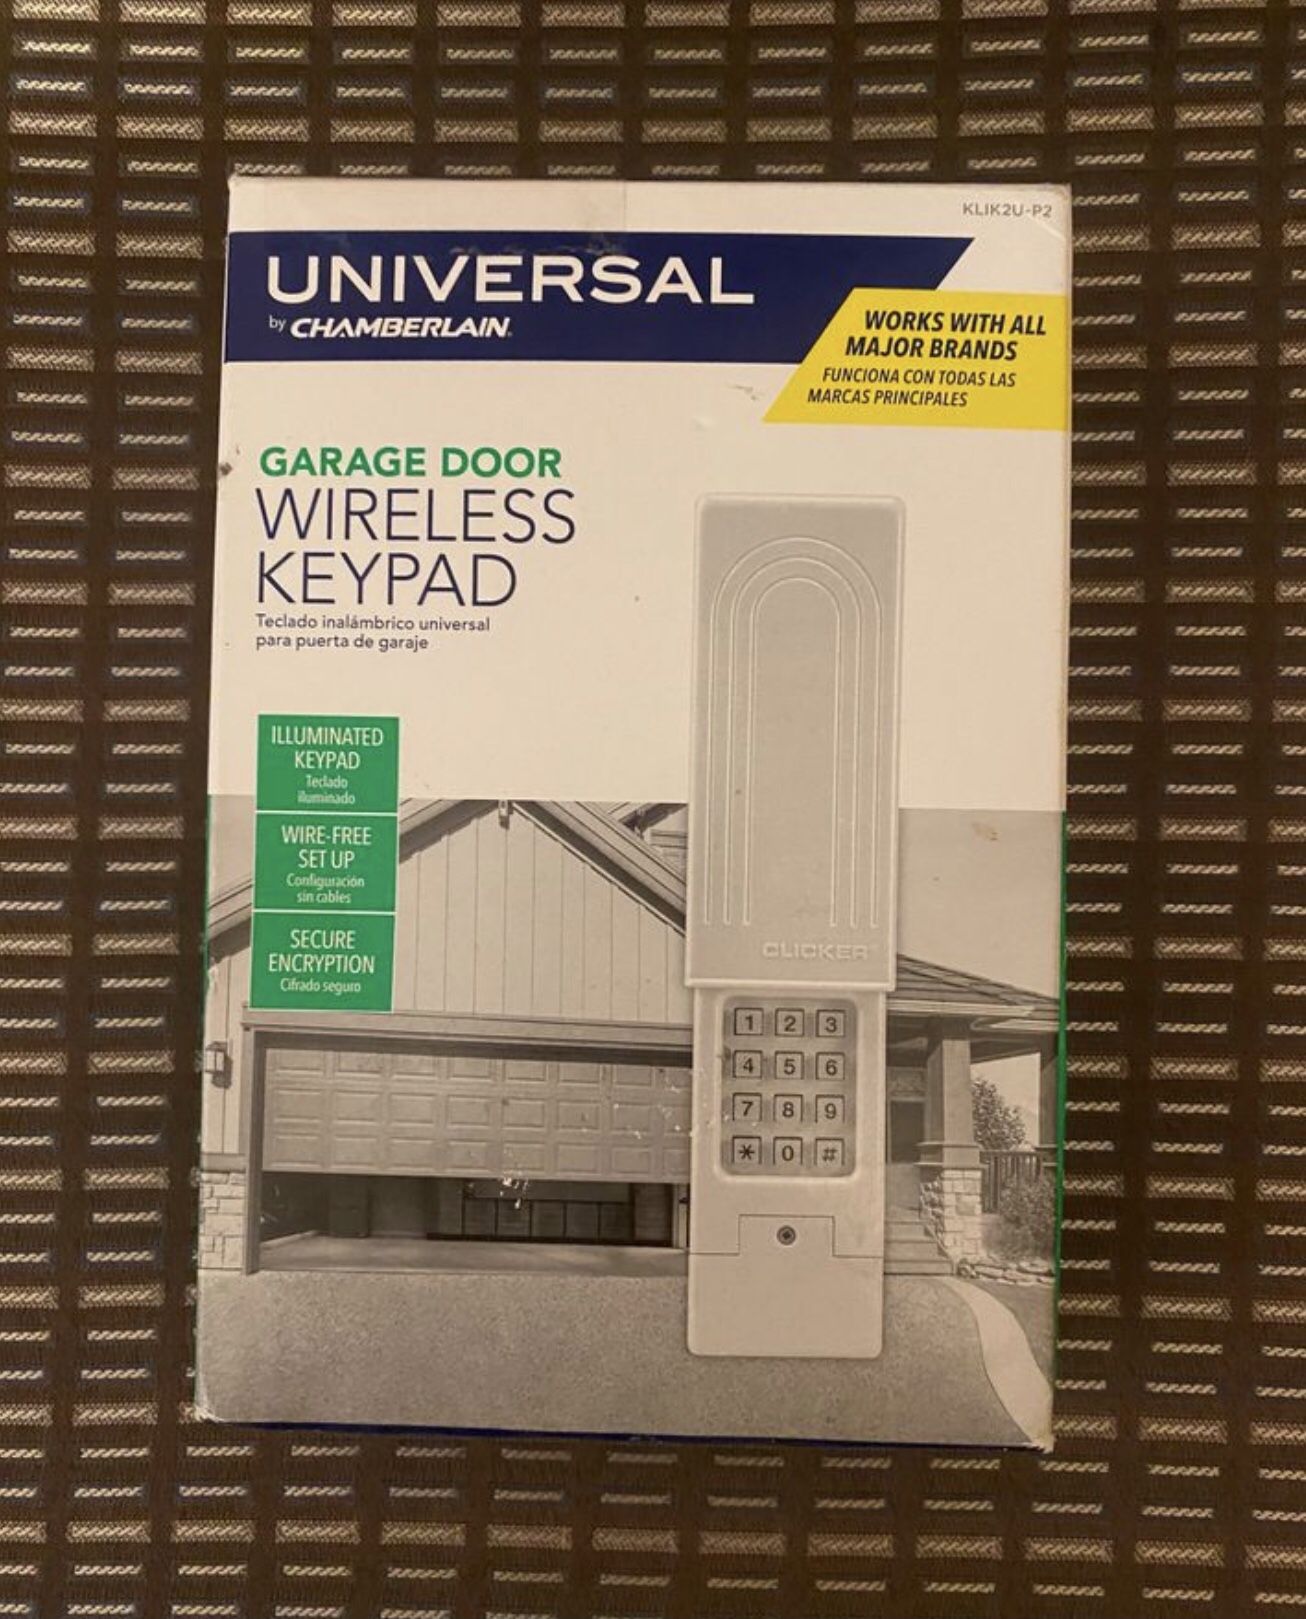 KLIK2U-P2
UNIVERSAL
by CHAMBERLAIN
WORKS WITH ALL
MAJOR BRANDS
FUNCIONA CON TODAS LAS
MARCAS PRINCIPALES
GARAGE DOOR
WIRELESS
KEYPAD
Teclado inalámbrico universal
para puerta de garaje
ILLUMINATED
KEYPAD
Teclado
iluminado
WIRE-FREE
SET UP
Configuración
sin cables
SECURE
ENCRYPTION
Cifrado seguro
CLICKER®
1 2 3
4 5 6
7 8 9
* 0 #